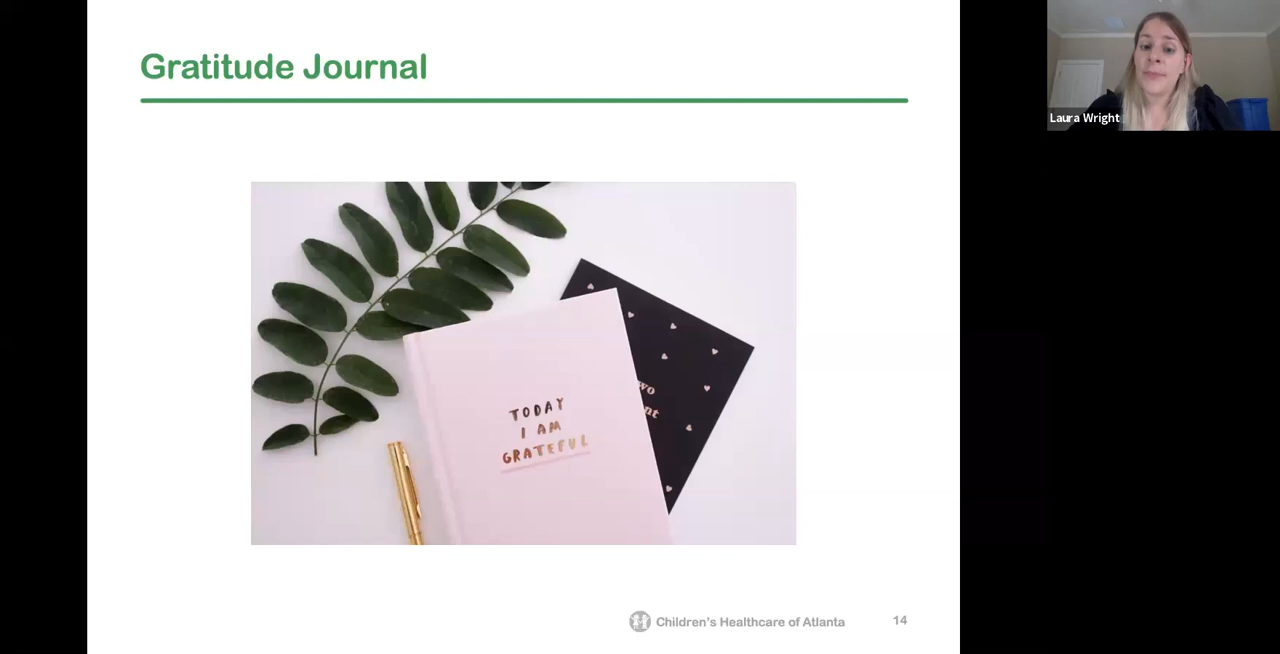 Gratitude Journal
Laura Wright
TODAY
I AM
GRATEFUL
Children's Healthcare of Atlanta
14